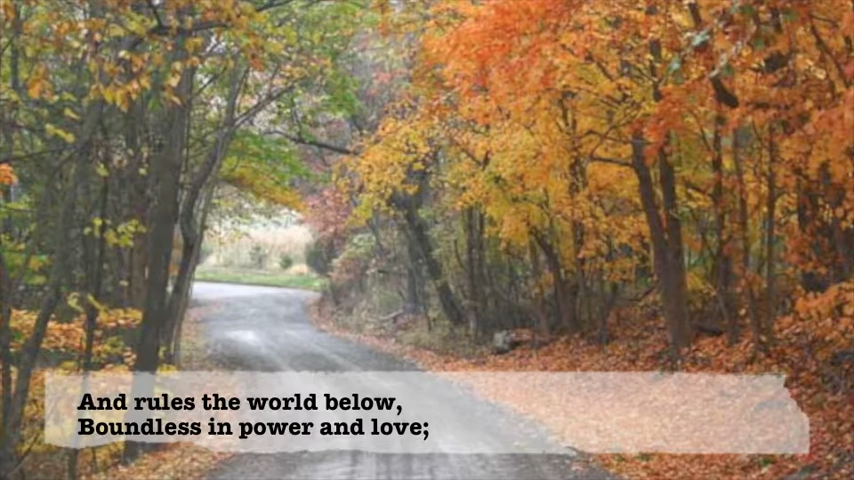 And rules the world below,
Boundless in power and love;